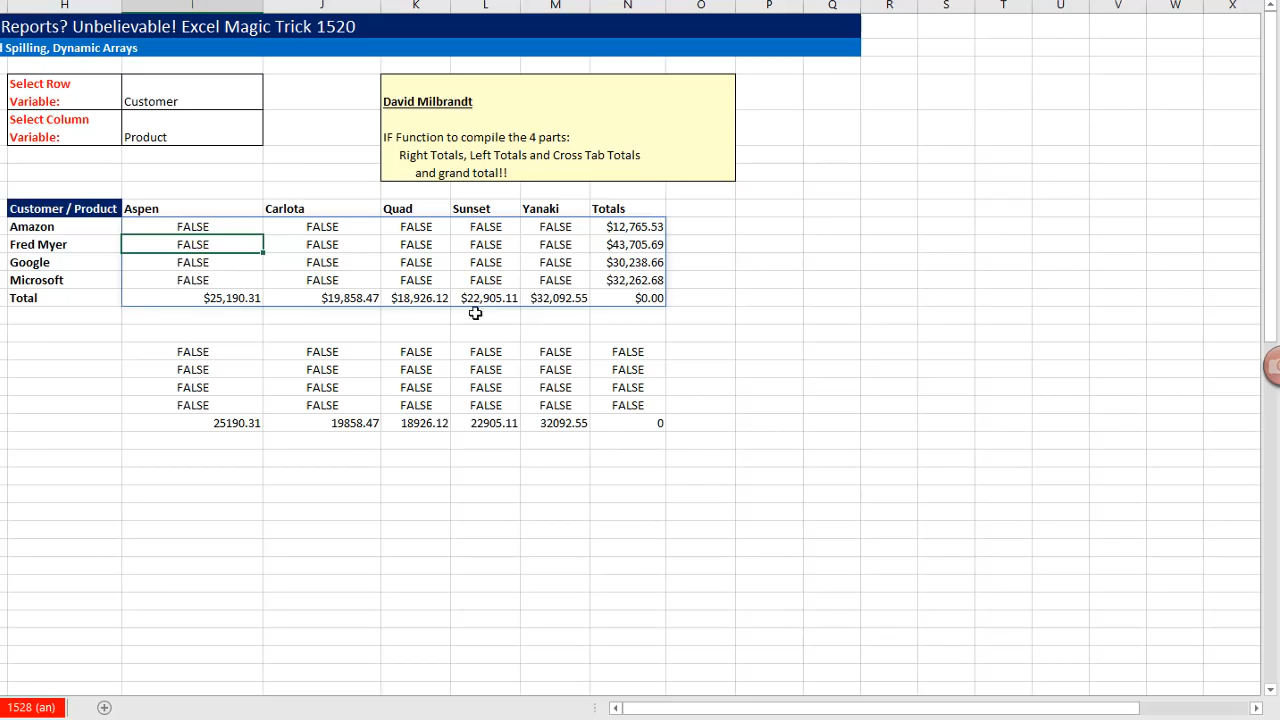 H I J K L M N O P Q R S T U V W X
Reports? Unbelievable! Excel Magic Trick 1520
l Spilling, Dynamic Arrays
Select Row
Variable: Customer
Select Column
Variable: Product
David Milbrandt
IF Function to compile the 4 parts:
Right Totals, Left Totals and Cross Tab Totals
and grand total!!
Customer / Product Aspen Carlota Quad Sunset Yanaki Totals
Amazon FALSE FALSE FALSE FALSE FALSE $12,765.53
Fred Myer FALSE FALSE FALSE FALSE FALSE $43,705.69
Google FALSE FALSE FALSE FALSE FALSE $30,238.66
Microsoft FALSE FALSE FALSE FALSE FALSE $32,262.68
Total $25,190.31 $19,858.47 $18,926.12 $22,905.11 $32,092.55 $0.00
FALSE FALSE FALSE FALSE FALSE FALSE
FALSE FALSE FALSE FALSE FALSE FALSE
FALSE FALSE FALSE FALSE FALSE FALSE
FALSE FALSE FALSE FALSE FALSE FALSE
25190.31 19858.47 18926.12 22905.11 32092.55 0
1528 (an)